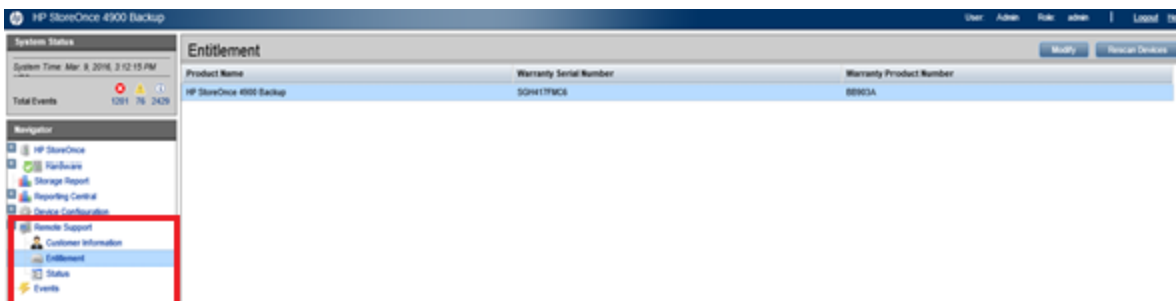 HP StoreOnce 4900 Backup
User: Admin Role: admin | Logout
System Status
System Time: Mar. 9, 2016, 3:12:15 PM
Total Events 1201 76 2429
Navigator
HP StoreOnce
Hardware
Storage Report
Reporting Central
Device Configuration
Remote Support
Customer Information
Entitlement
Status
Events
Entitlement
Modify Rescan Devices
Product Name Warranty Serial Number Warranty Product Number
HP StoreOnce 4900 Backup SGH417FMC6 BB903A